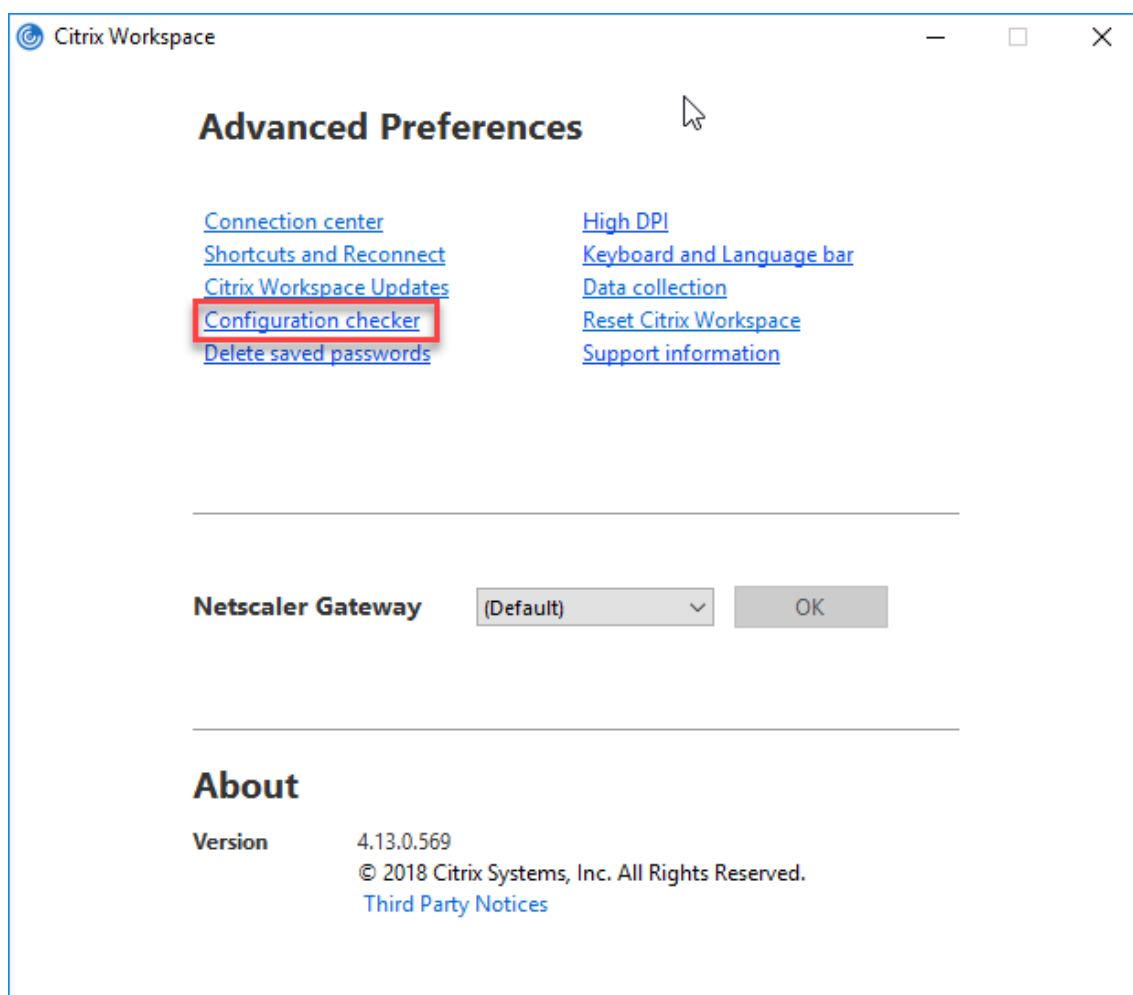 Citrix Workspace
Advanced Preferences
Connection center
Shortcuts and Reconnect
Citrix Workspace Updates
Configuration checker
Delete saved passwords
High DPI
Keyboard and Language bar
Data collection
Reset Citrix Workspace
Support information
Netscaler Gateway
(Default)
OK
About
Version 4.13.0.569
© 2018 Citrix Systems, Inc. All Rights Reserved.
Third Party Notices